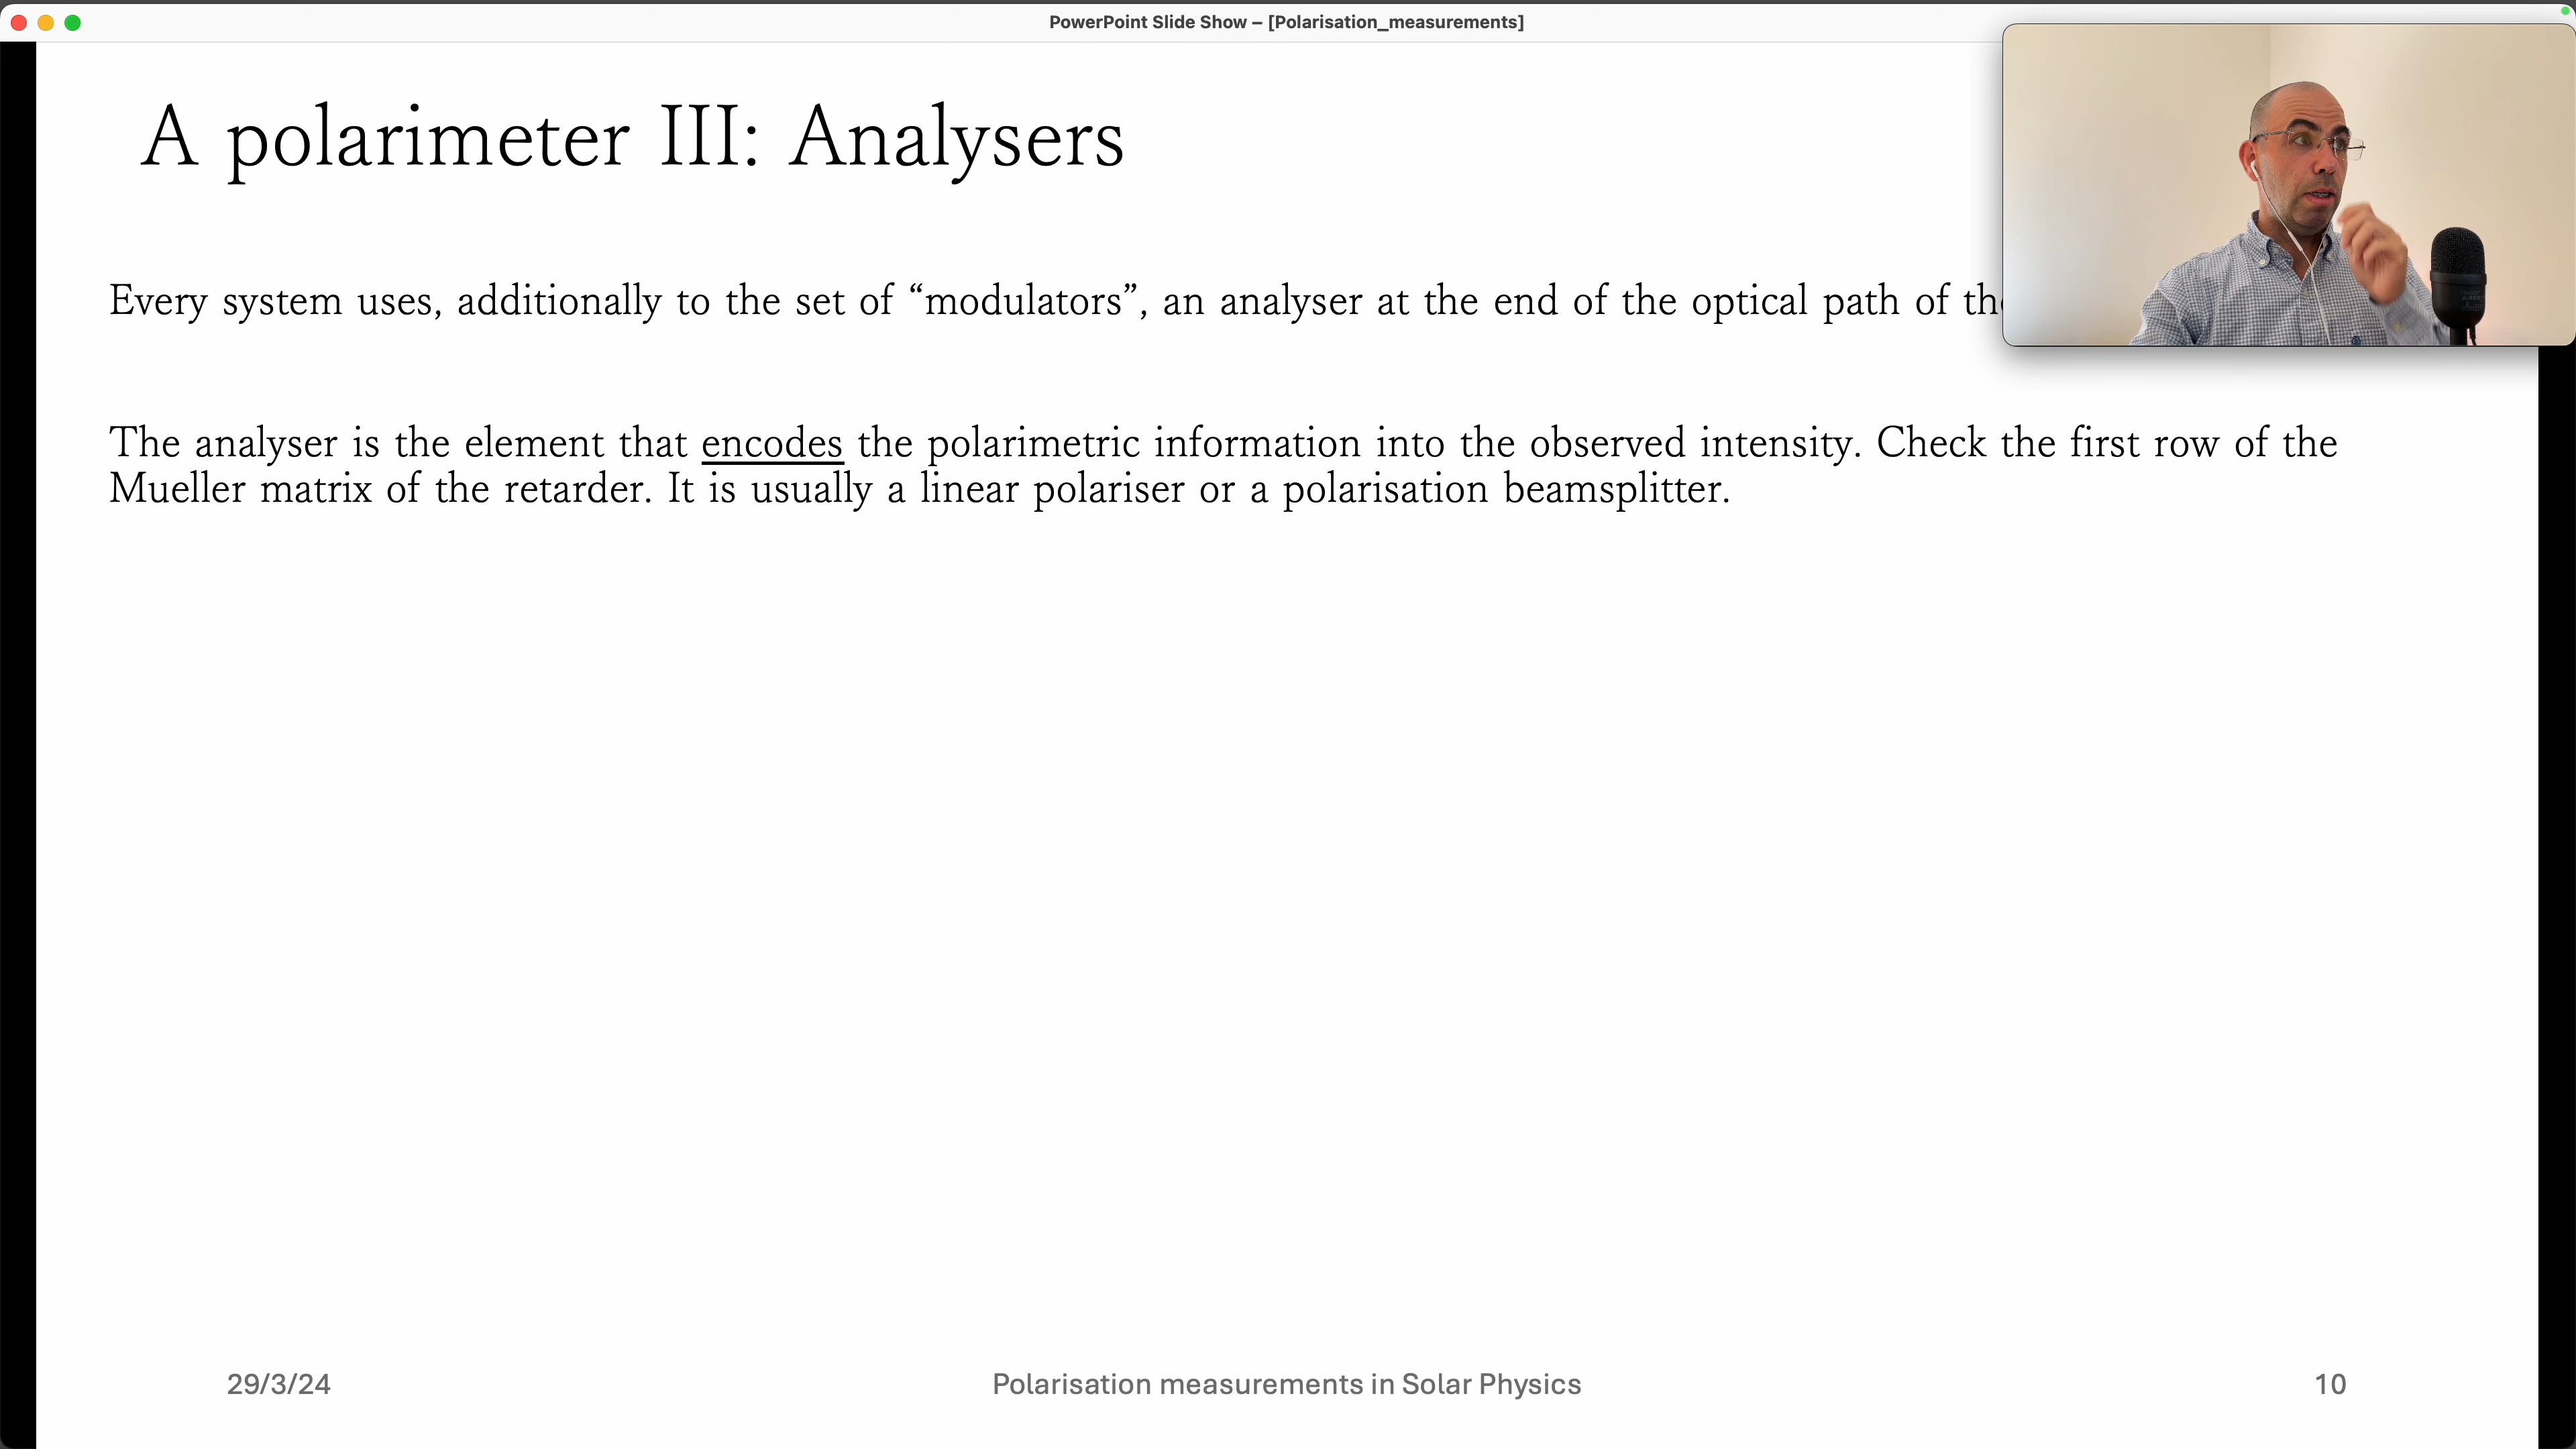 PowerPoint Slide Show – [Polarisation_measurements]
A polarimeter III: Analysers
Every system uses, additionally to the set of “modulators”, an analyser at the end of the optical path of
The analyser is the element that encodes the polarimetric information into the observed intensity. Check the first row of the
Mueller matrix of the retarder. It is usually a linear polariser or a polarisation beamsplitter.
29/3/24
Polarisation measurements in Solar Physics
10